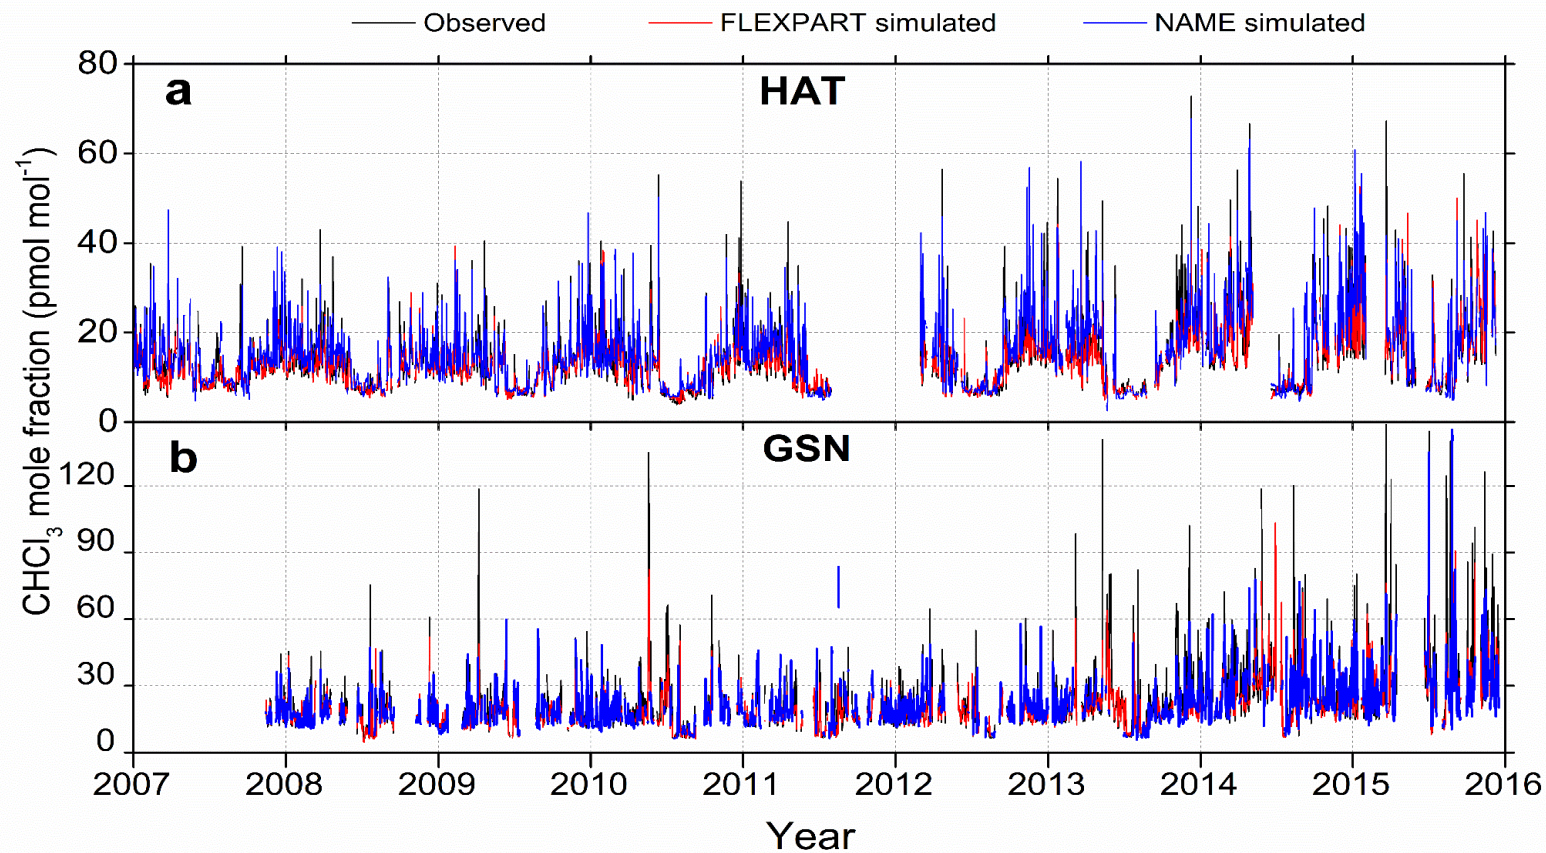 Observed FLEXPART simulated NAME simulated
a HAT
80
60
40
20
0
b GSN
120
90
60
30
0
CHCl3 mole fraction (pmol mol-1)
2007 2008 2009 2010 2011 2012 2013 2014 2015 2016
Year